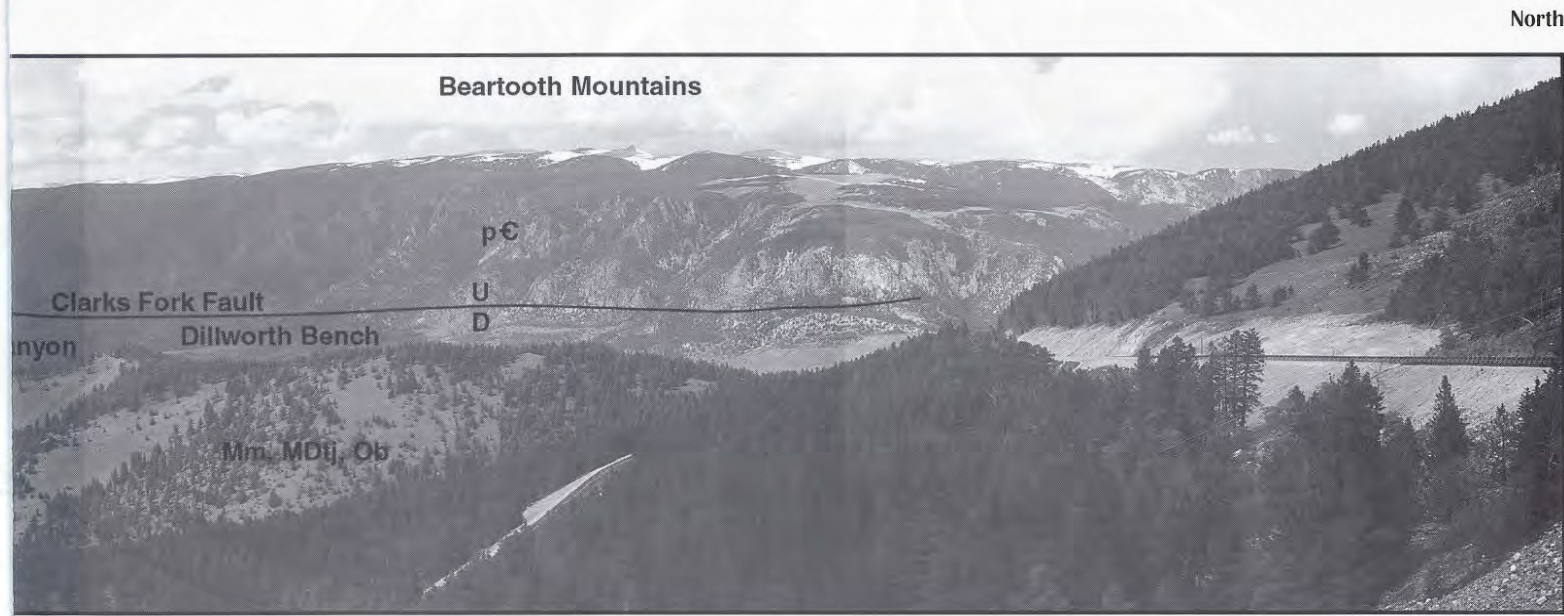 North
Beartooth Mountains
p€
U
Clarks Fork Fault
D
Dillworth Bench
nyon
Mm, MDtj, Ob